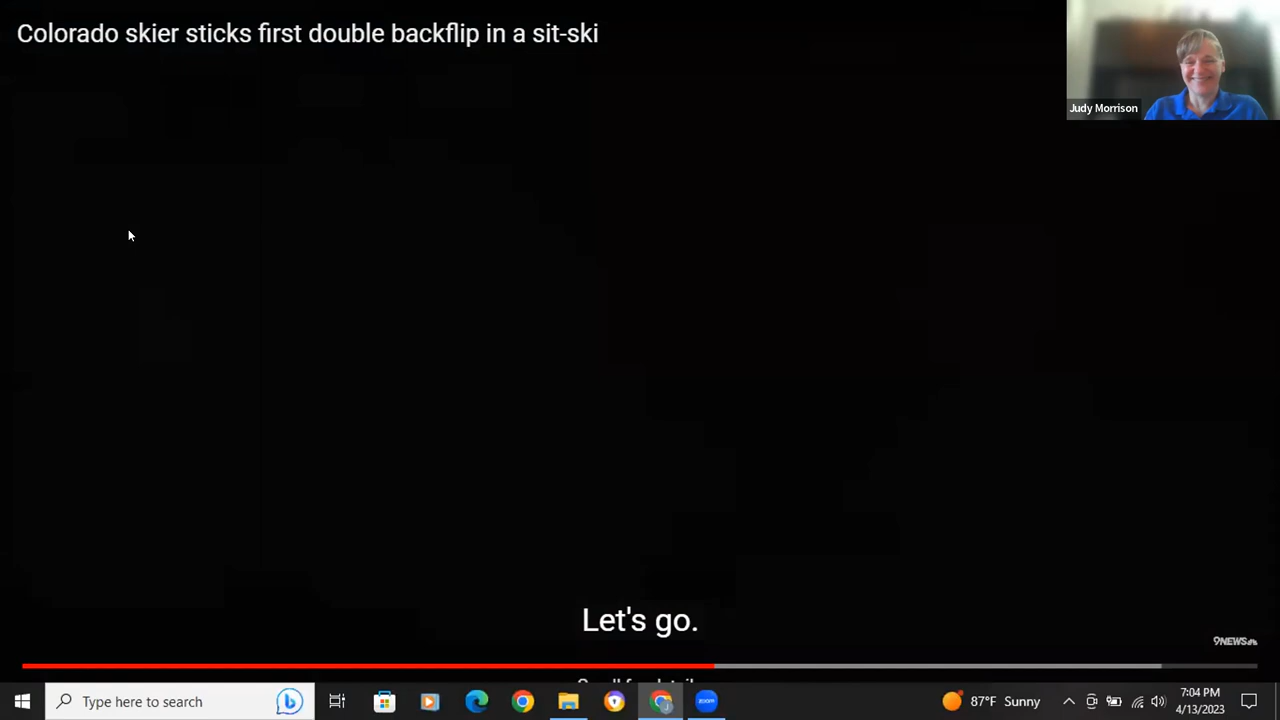 Colorado skier sticks first double backflip in a sit-ski
Judy Morrison
Let's go.
9NEWS
Type here to search
zoom
87°F Sunny
7:04 PM
4/13/2023